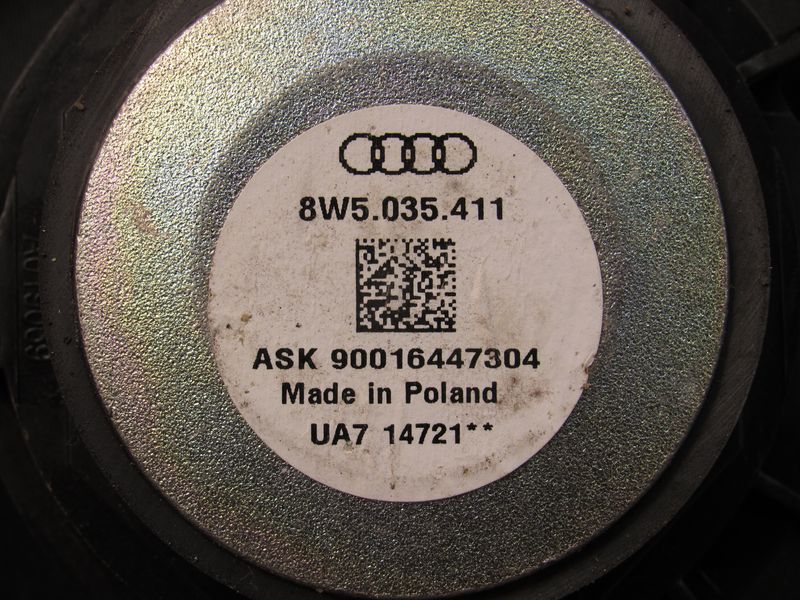 8W5.035.411
ASK 90016447304
Made in Poland
UA7 14721**